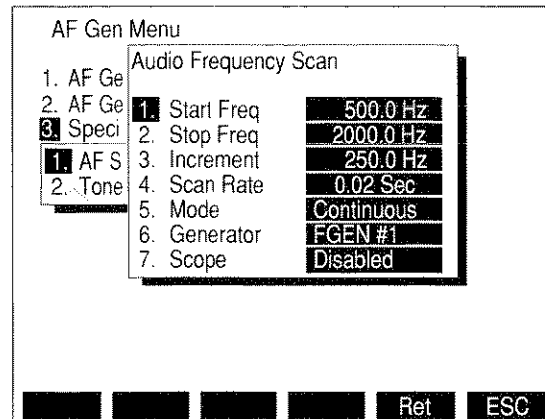 AF Gen Menu
1. AF Ge
2. AF Ge
3. Speci
1. AF S
2. Tone
Audio Frequency Scan
1. Start Freq 500.0 Hz
2. Stop Freq 2000.0 Hz
3. Increment 250.0 Hz
4. Scan Rate 0.02 Sec
5. Mode Continuous
6. Generator FGEN #1
7. Scope Disabled
Ret ESC